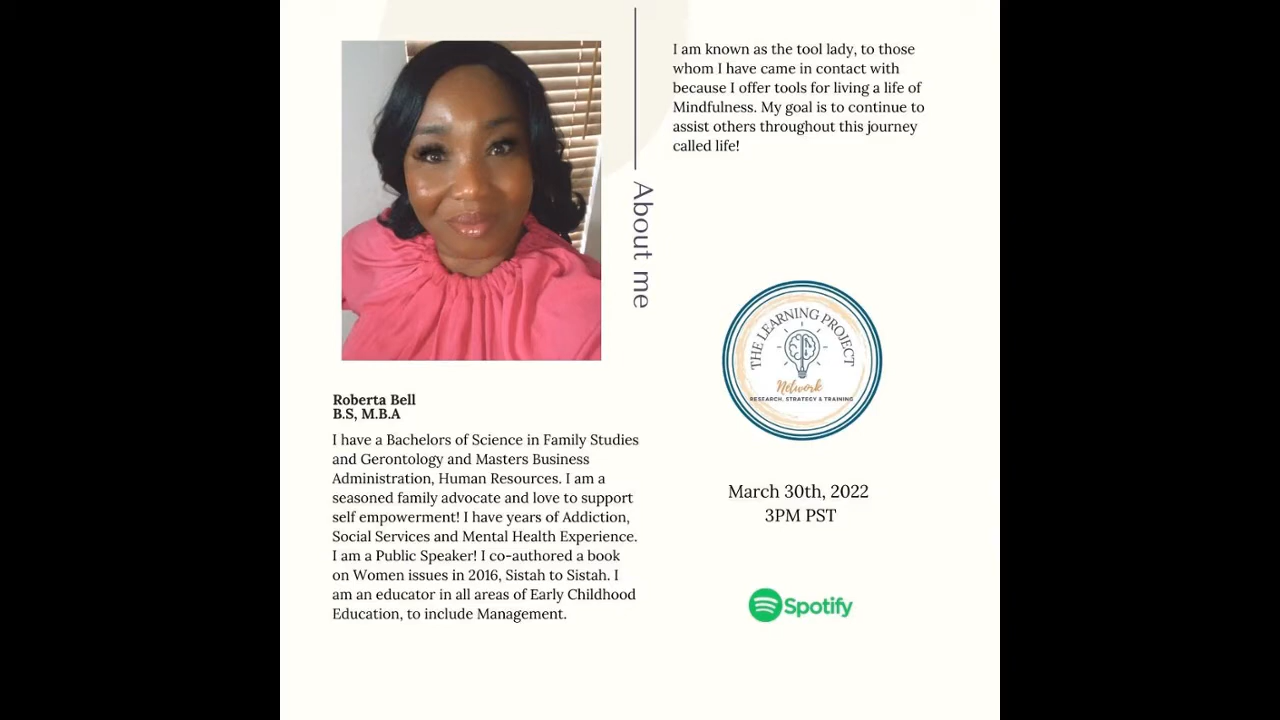 I am known as the tool lady, to those
whom I have came in contact with
because I offer tools for living a life of
Mindfulness. My goal is to continue to
assist others throughout this journey
called life!
About me
THE LEARNING PROJECT
Network
RESEARCH, STRATEGY & TRAINING
Roberta Bell
B.S, M.B.A
I have a Bachelors of Science in Family Studies
and Gerontology and Masters Business
Administration, Human Resources. I am a
seasoned family advocate and love to support
self empowerment! I have years of Addiction,
Social Services and Mental Health Experience.
I am a Public Speaker! I co-authored a book
on Women issues in 2016, Sistah to Sistah. I
am an educator in all areas of Early Childhood
Education, to include Management.
March 30th, 2022
3PM PST
Spotify